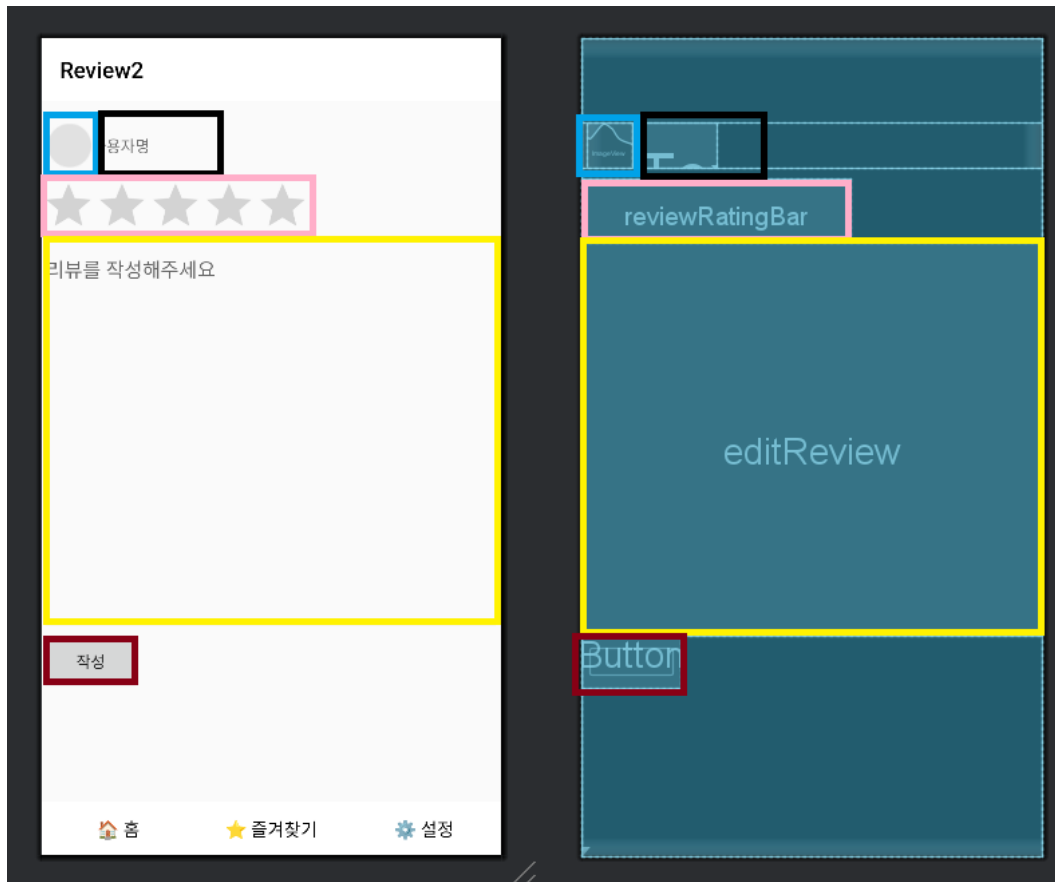 Review2
용자명
리뷰를 작성해주세요
작성
🏠 홈 ⭐ 즐겨찾기 ⚙️ 설정
ImageView
reviewRatingBar
editReview
Button